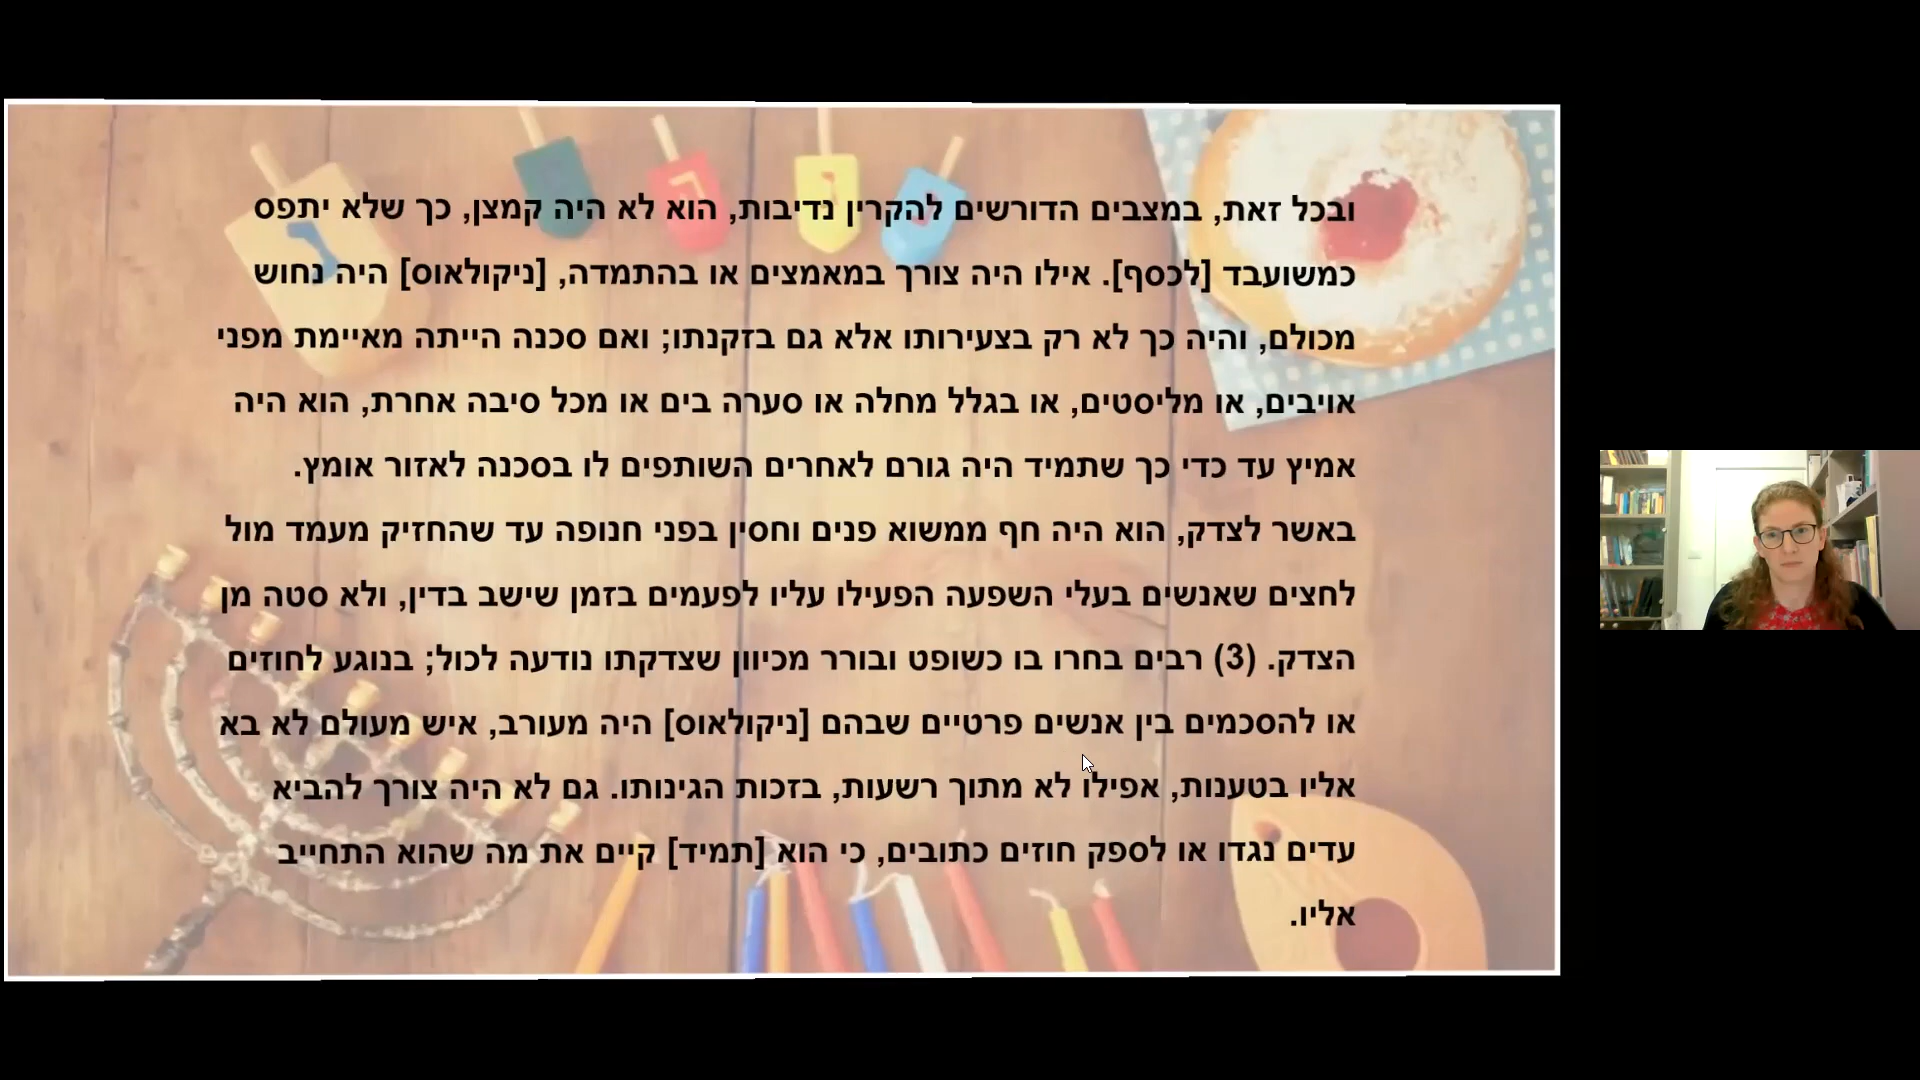 ובכל זאת, במצבים הדורשים להקרין נדיבות, הוא לא היה קמצן, כך שלא יתפס
כמשועבד [לכסף]. אילו היה צורך במאמצים או בהתמדה, [ניקולאוס] היה נחוש
מכולם, והיה כך לא רק בצעירותו אלא גם בזקנתו; ואם סכנה הייתה מאיימת מפני
אויבים, או מליסטים, או בגלל מחלה או סערה בים או מכל סיבה אחרת, הוא היה
אמיץ עד כדי כך שתמיד היה גורם לאחרים השותפים לו בסכנה לאזור אומץ.
באשר לצדק, הוא היה חף ממשוא פנים וחסין בפני חנופה עד שהחזיק מעמד מול
לחצים שאנשים בעלי השפעה הפעילו עליו לפעמים בזמן שישב בדין, ולא סטה מן
הצדק. (3) רבים בחרו בו כשופט ובורר מכיוון שצדקתו נודעה לכול; בנוגע לחוזים
או להסכמים בין אנשים פרטיים שבהם [ניקולאוס] היה מעורב, איש מעולם לא בא
אליו בטענות, אפילו לא מתוך רשעות, בזכות הגינותו. גם לא היה צורך להביא
עדים נגדו או לספק חוזים כתובים, כי הוא [תמיד] קיים את מה שהוא התחייב
אליו.